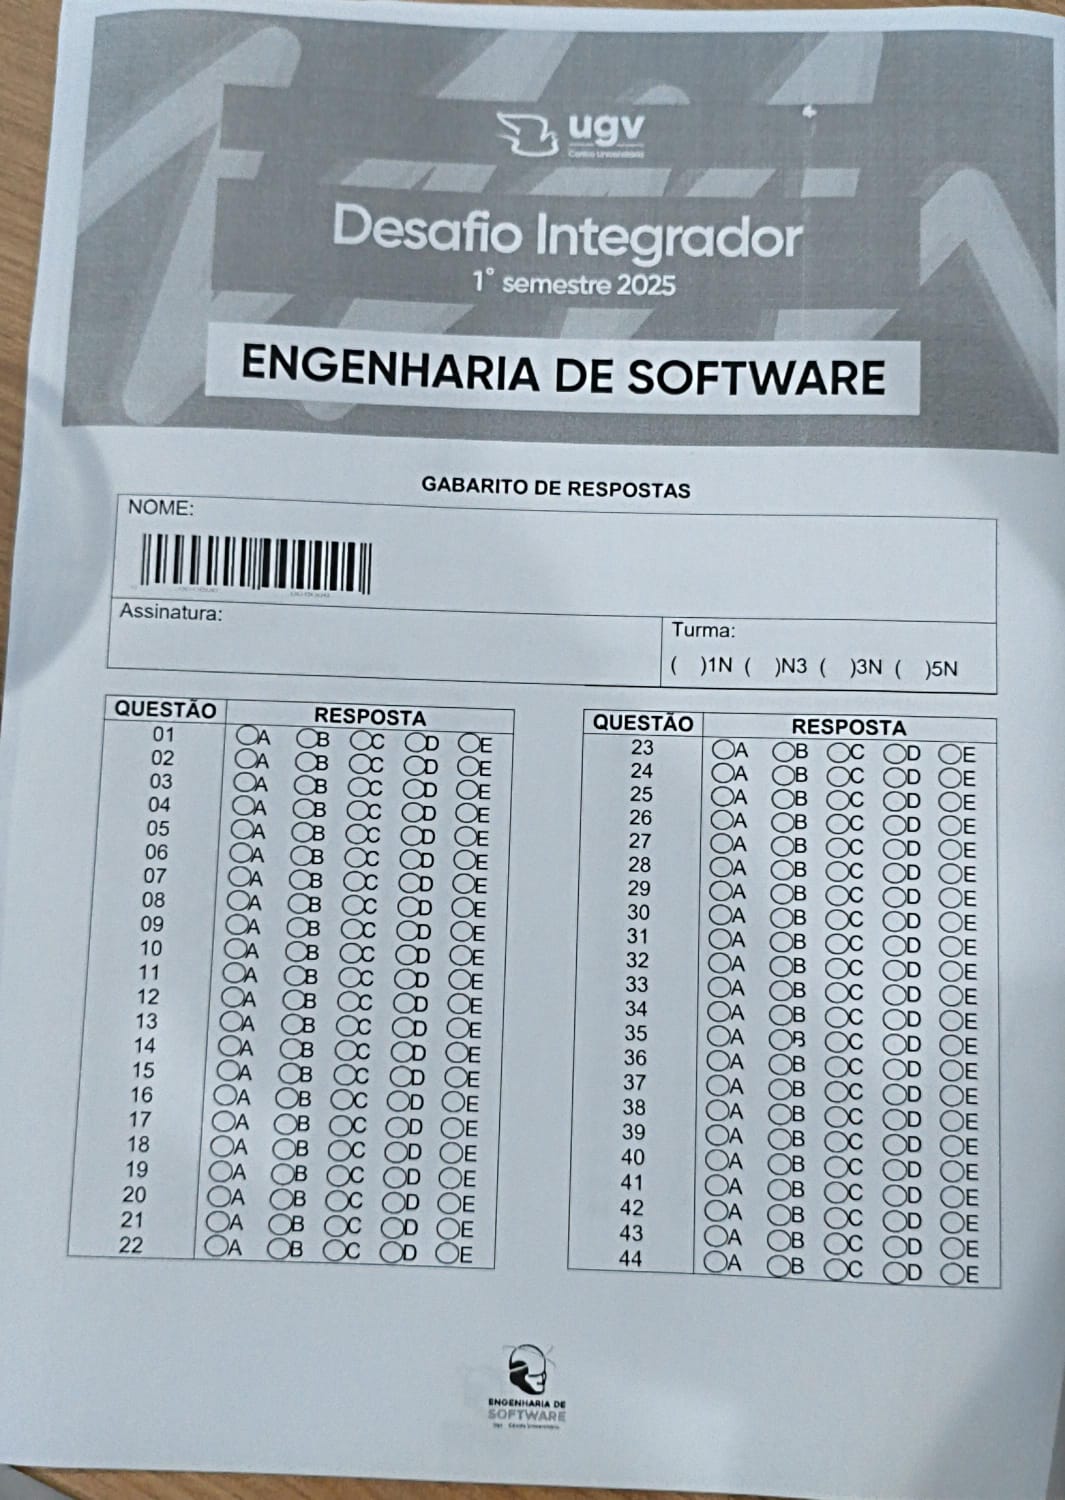 ugv
Centro Universitário
Desafio Integrador
1° semestre 2025
ENGENHARIA DE SOFTWARE
GABARITO DE RESPOSTAS
NOME:
Assinatura:
Turma:
(   )1N (   )N3 (   )3N (   )5N
QUESTÃO RESPOSTA
01 A B C D E
02 A B C D E
03 A B C D E
04 A B C D E
05 A B C D E
06 A B C D E
07 A B C D E
08 A B C D E
09 A B C D E
10 A B C D E
11 A B C D E
12 A B C D E
13 A B C D E
14 A B C D E
15 A B C D E
16 A B C D E
17 A B C D E
18 A B C D E
19 A B C D E
20 A B C D E
21 A B C D E
22 A B C D E
QUESTÃO RESPOSTA
23 A B C D E
24 A B C D E
25 A B C D E
26 A B C D E
27 A B C D E
28 A B C D E
29 A B C D E
30 A B C D E
31 A B C D E
32 A B C D E
33 A B C D E
34 A B C D E
35 A B C D E
36 A B C D E
37 A B C D E
38 A B C D E
39 A B C D E
40 A B C D E
41 A B C D E
42 A B C D E
43 A B C D E
44 A B C D E
ENGENHARIA DE
SOFTWARE